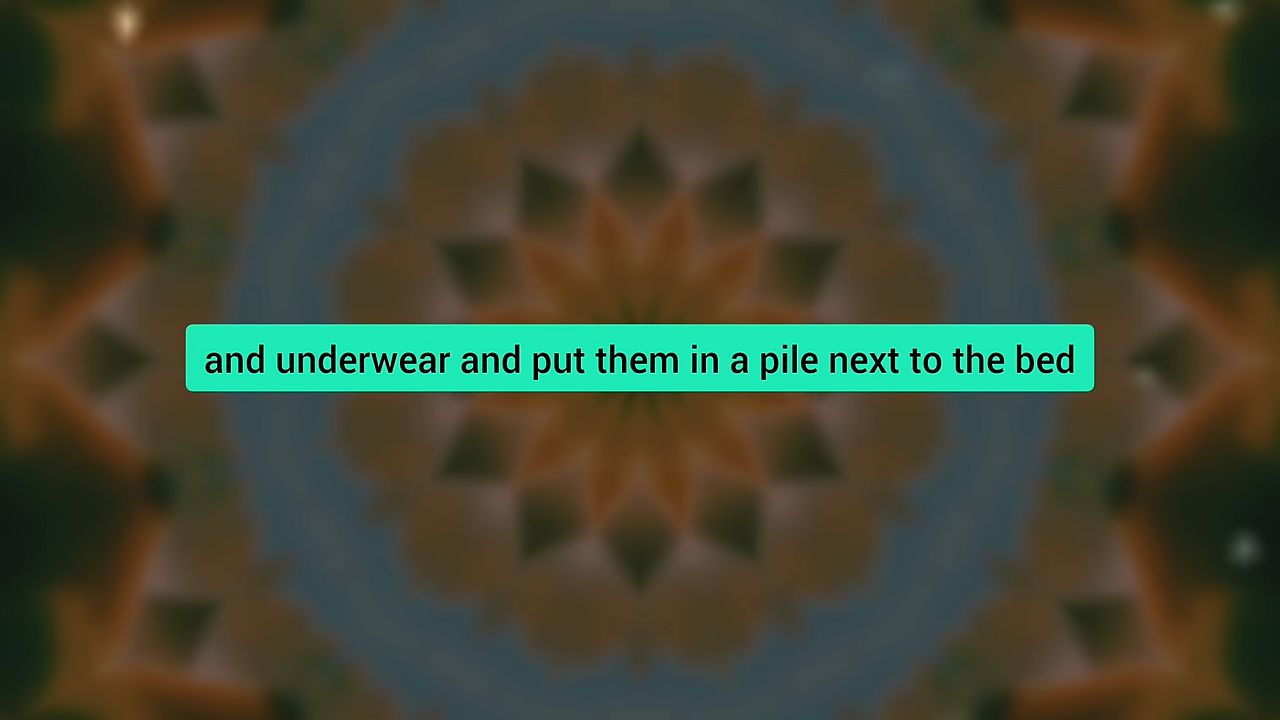 and underwear and put them in a pile next to the bed